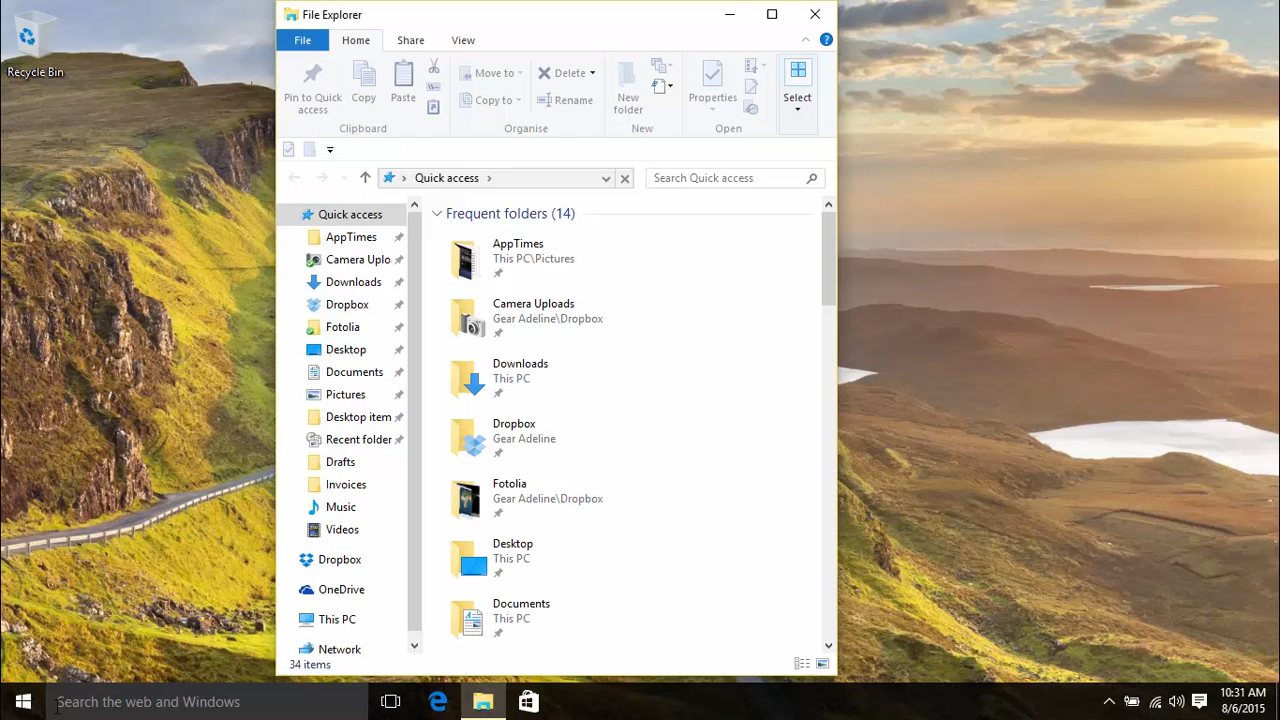 Recycle Bin
File Explorer
File Home Share View
Pin to Quick access
Copy
Paste
Move to
Copy to
Delete
Rename
New folder
Properties
Select
Clipboard Organise New Open
Quick access
Search Quick access
Quick access
AppTimes
Camera Uplo
Downloads
Dropbox
Fotolia
Desktop
Documents
Pictures
Desktop item
Recent folder
Drafts
Invoices
Music
Videos
Dropbox
OneDrive
This PC
Network
Frequent folders (14)
AppTimes
This PC\Pictures
Camera Uploads
Gear Adeline\Dropbox
Downloads
This PC
Dropbox
Gear Adeline
Fotolia
Gear Adeline\Dropbox
Desktop
This PC
Documents
This PC
34 items
Search the web and Windows
10:31 AM
8/6/2015